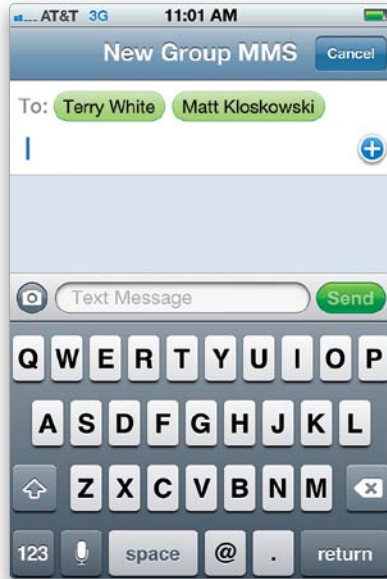 AT&T 3G 11:01 AM
New Group MMS Cancel
To: Terry White Matt Kloskowski
Text Message Send
Q W E R T Y U I O P
A S D F G H J K L
Z X C V B N M
123 space @ . return